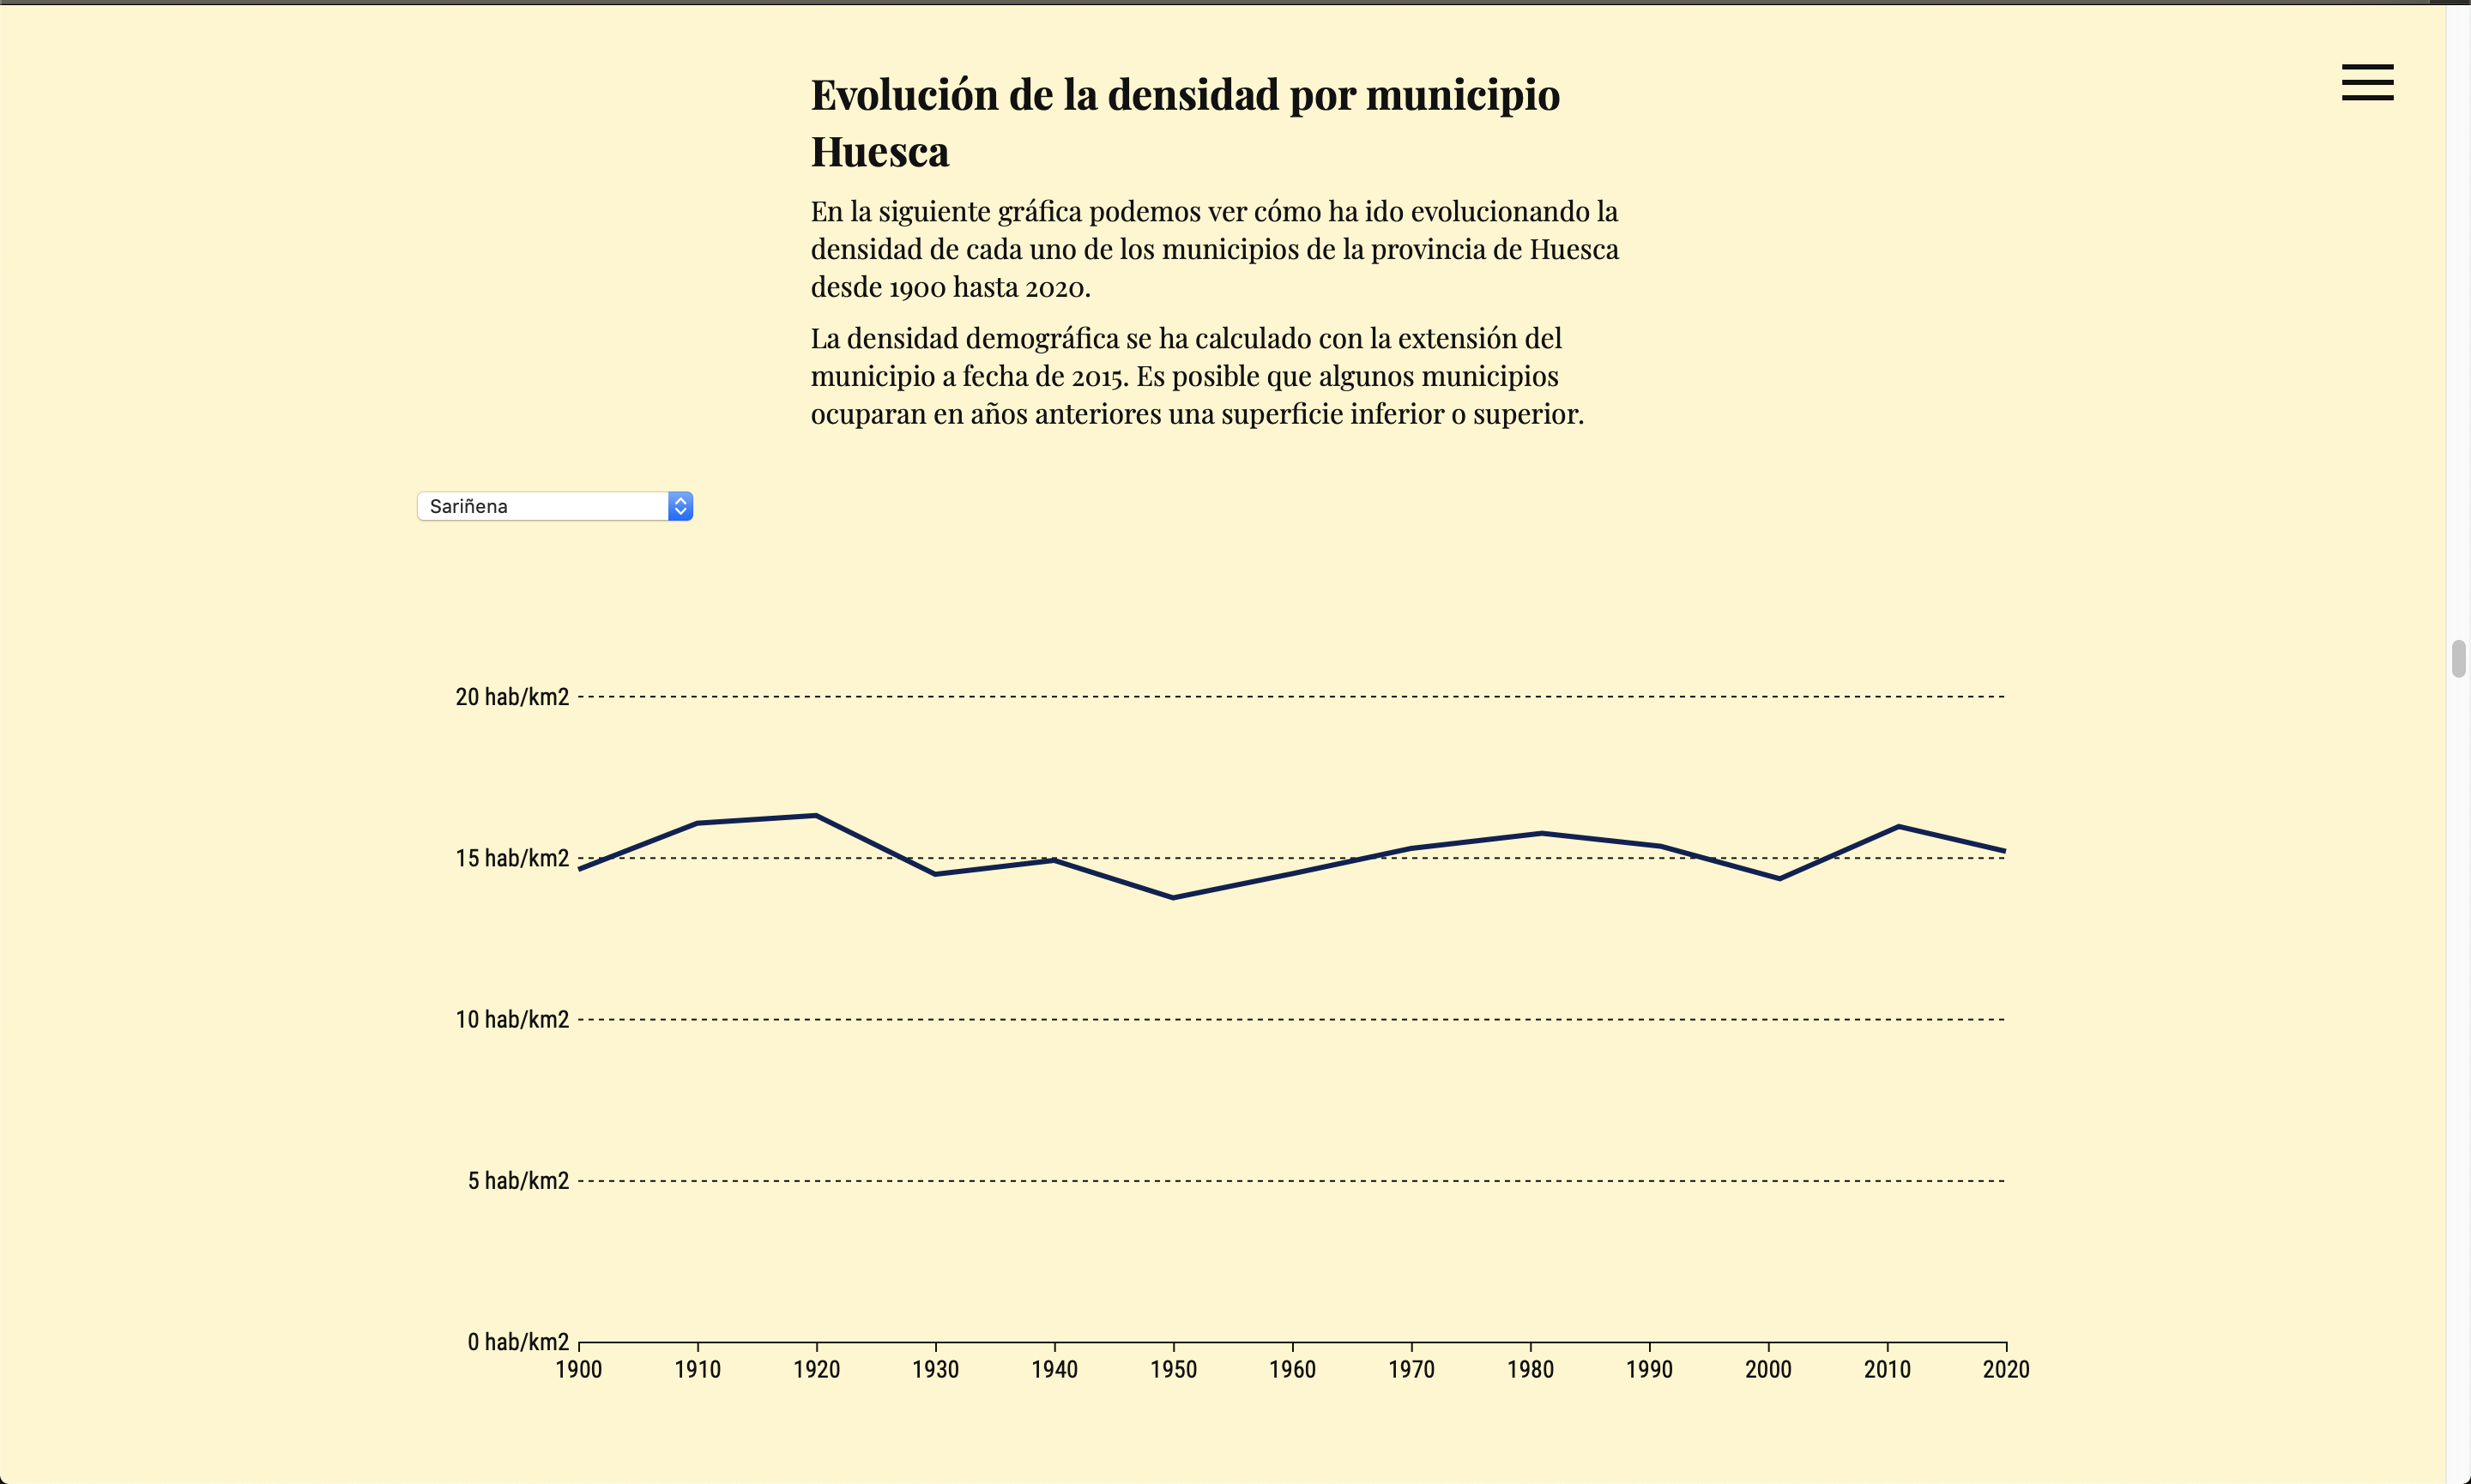 Evolución de la densidad por municipio
Huesca
En la siguiente gráfica podemos ver cómo ha ido evolucionando la
densidad de cada uno de los municipios de la provincia de Huesca
desde 1900 hasta 2020.
La densidad demográfica se ha calculado con la extensión del
municipio a fecha de 2015. Es posible que algunos municipios
ocuparan en años anteriores una superficie inferior o superior.
Sariñena
20 hab/km2
15 hab/km2
10 hab/km2
5 hab/km2
0 hab/km2
1900 1910 1920 1930 1940 1950 1960 1970 1980 1990 2000 2010 2020